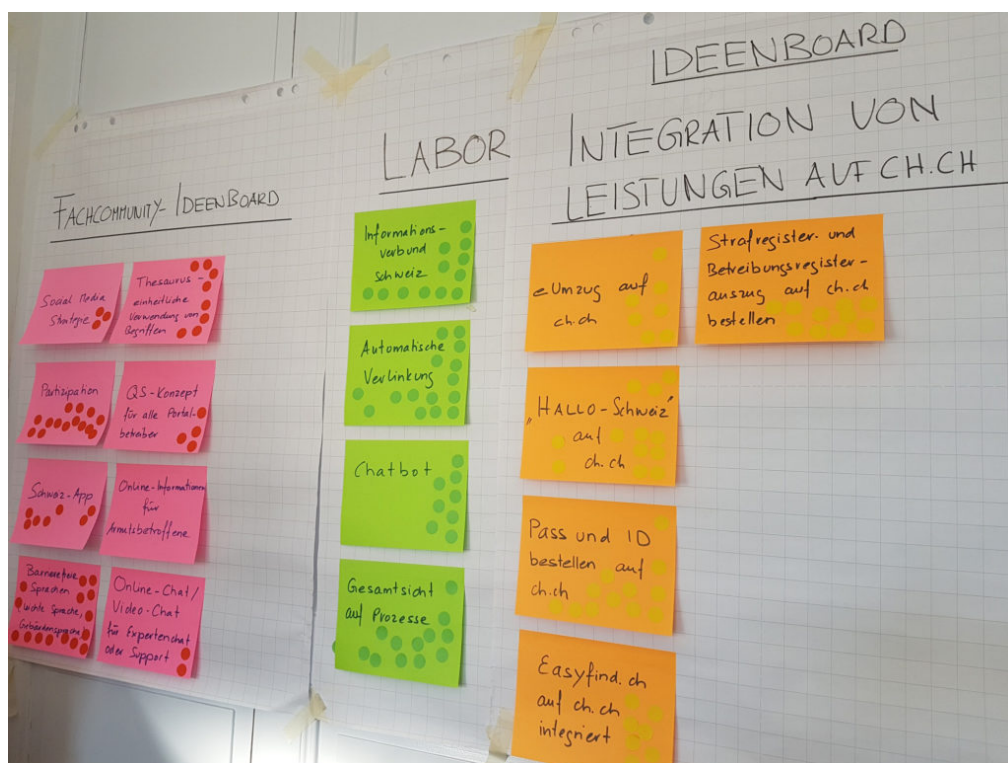 IDEENBOARD
FACHCOMMUNITY-IDEENBOARD
Social Media
Strategie
Thesaurus -
einheitliche
Verwendung von
Begriffen
Partizipation
QS-Konzept
für alle Portal-
betreiber
Schweiz-App
Online-Informationen
für
Armutsbetroffene
Barrierefreie
Sprachen
(leichte Sprache,
Gebärdensprache)
Online-Chat/
Video-Chat
für Expertenchat
oder Support
LABOR
Informations-
verbund
Schweiz
Automatische
Verlinkung
Chatbot
Gesamtsicht
auf Prozesse
INTEGRATION VON
LEISTUNGEN AUF CH.CH
eUmzug auf
ch.ch
Strafregister- und
Betreibungsregister-
auszug auf ch.ch
bestellen
„HALLO-Schweiz"
auf
ch.ch
Pass und ID
bestellen auf
ch.ch
Easyfind.ch
auf ch.ch
integriert